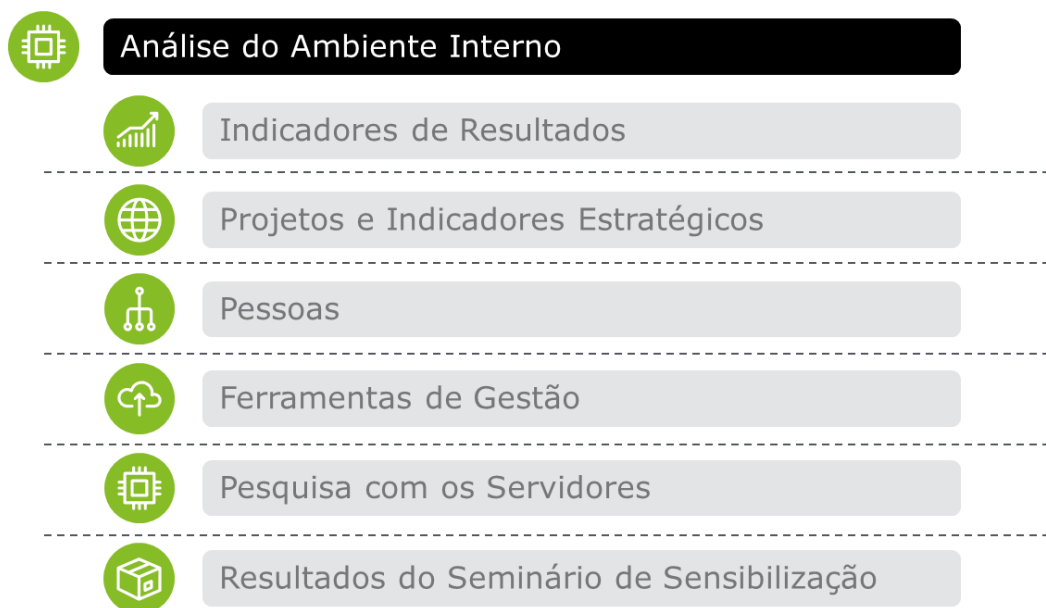 Análise do Ambiente Interno
Indicadores de Resultados
Projetos e Indicadores Estratégicos
Pessoas
Ferramentas de Gestão
Pesquisa com os Servidores
Resultados do Seminário de Sensibilização